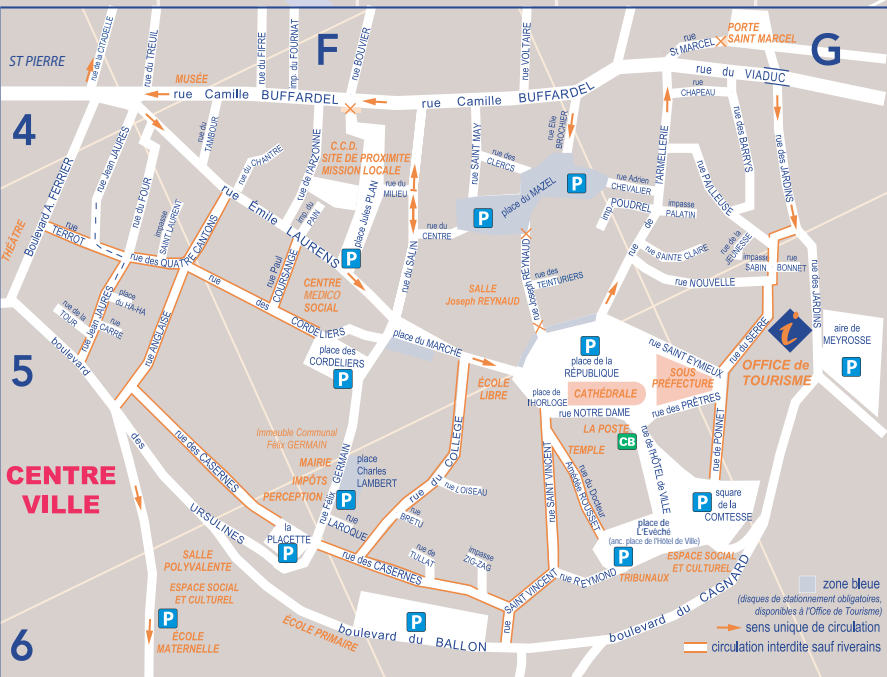 F
G
4
5
6
ST PIERRE
rue de la CITADELLE
rue du TREUIL
rue du FIFRE
imp. du FOURNAT
rue BOUVIER
rue VOLTAIRE
rue
St MARCEL
PORTE
SAINT MARCEL
MUSÉE
rue Camille BUFFARDEL
rue Camille BUFFARDEL
rue du VIADUC
rue
CHAPEAU
rue du
TAMBOUR
rue du CHANTRE
rue de l'ARZONNE
C.C.D.
SITE DE PROXIMITE
MISSION LOCALE
rue SAINT MAY
rue des
CLERCS
rue Elie
BROCHIER
rue de l'ARMELLERIE
rue des BARRYS
rue des JARDINS
Boulevard A. FERRIER
rue Jean JAURES
rue du FOUR
impasse
SAINT LAURENT
rue Émile LAURENS
imp. du
PAIN
place Jules PLAN
rue du
MILIEU
P
place du MAZEL
P
rue Adrien
CHEVALIER
imp.
POUDREL
impasse
PALATIN
rue PAILLEUSE
THÉÂTRE
rue
TERROT
rue des QUATRE CANTONS
rue Paul
COURSANGE
P
rue du
CENTRE
rue du SALIN
rue Joseph REYNAUD
rue des
TEINTURIERS
SALLE
Joseph REYNAUD
rue SAINTE CLAIRE
rue de la
JEUNESSE
impasse
SABIN
rue
BONNET
rue NOUVELLE
rue des JARDINS
CENTRE
MEDICO
SOCIAL
place
du HA-HA
rue de la
TOUR
rue
CARRE
rue Jean JAURES
rue ANGLAISE
rue
des
CORDELIERS
place du MARCHE
place des
CORDELIERS
P
ÉCOLE
LIBRE
P
place de la
RÉPUBLIQUE
rue SAINT EYMIEUX
rue du SERRE
i
OFFICE de
TOURISME
aire de
MEYROSSE
P
place de
l'HORLOGE
CATHÉDRALE
SOUS
PRÉFECTURE
rue NOTRE DAME
rue des PRÊTRES
rue de PONNET
LA POSTE
CB
TEMPLE
boulevard
des
URSULINES
CENTRE
VILLE
rue des CASERNES
Immeuble Communal
Félix GERMAIN
MAIRIE
IMPÔTS
PERCEPTION
rue Félix GERMAIN
place
Charles
LAMBERT
P
rue du COLLEGE
rue l'OISEAU
rue
BRETU
rue
LAROQUE
rue SAINT VINCENT
rue du Docteur
Amédée ROUSSET
rue de l'HÔTEL de VILLE
P
square
de la
COMTESSE
place de
L'Evêché
(anc. place de l'Hôtel de Ville)
P
la
PLACETTE
P
rue des CASERNES
rue de
TULLAT
impasse
ZIG-ZAG
rue SAINT VINCENT
rue REYMOND
TRIBUNAUX
ESPACE SOCIAL
ET CULTUREL
SALLE
POLYVALENTE
ESPACE SOCIAL
ET CULTUREL
P
ÉCOLE
MATERNELLE
ÉCOLE PRIMAIRE
boulevard du BALLON
P
boulevard du CAGNARD
zone bleue
(disques de stationnement obligatoires,
disponibles à l'Office de Tourisme)
sens unique de circulation
circulation interdite sauf riverains